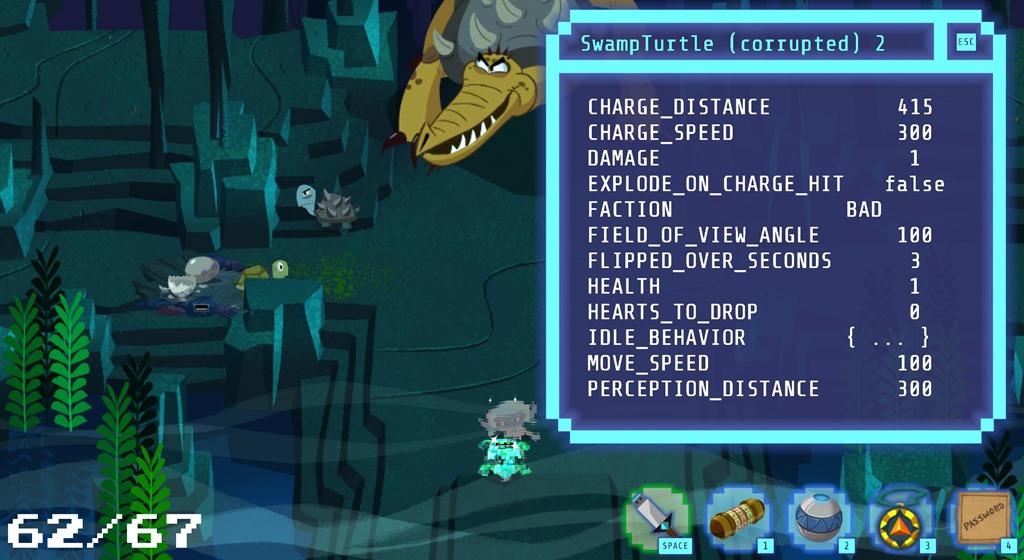 SwampTurtle (corrupted) 2
ESC
CHARGE_DISTANCE 415
CHARGE_SPEED 300
DAMAGE 1
EXPLODE_ON_CHARGE_HIT false
FACTION BAD
FIELD_OF_VIEW_ANGLE 100
FLIPPED_OVER_SECONDS 3
HEALTH 1
HEARTS_TO_DROP 0
IDLE_BEHAVIOR { ... }
MOVE_SPEED 100
PERCEPTION_DISTANCE 300
62/67
SPACE
1
2
3
PASSWORD
4